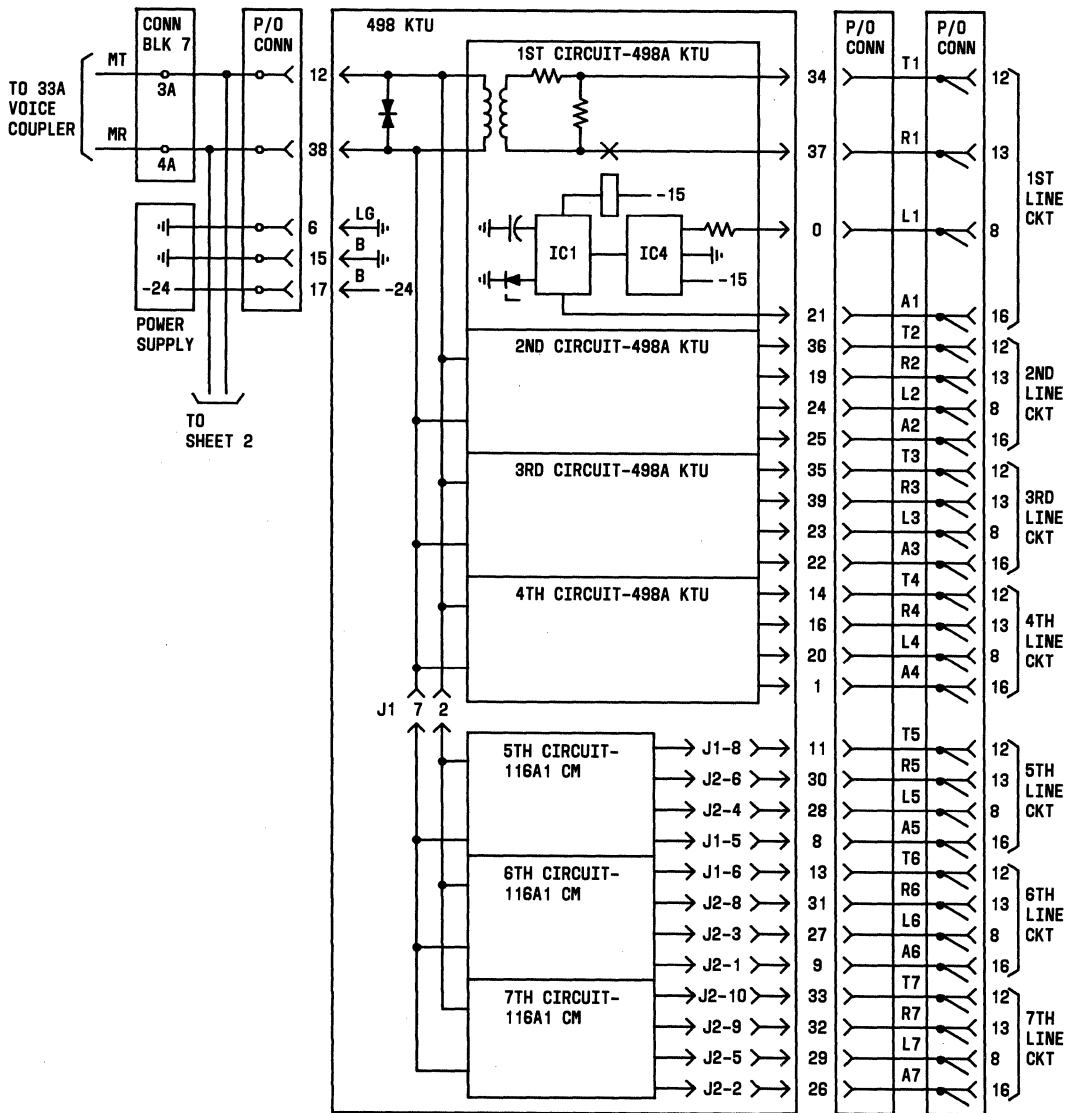 CONN
BLK 7
P/O
CONN
498 KTU
P/O
CONN
P/O
CONN
1ST CIRCUIT-498A KTU
MT
3A
12
34
T1
12
TO 33A
VOICE
COUPLER
MR
4A
38
37
R1
13
1ST
LINE
CKT
-15
6
LG
IC1
IC4
0
L1
8
15
B
-15
-24
17
B
-24
POWER
SUPPLY
21
A1
16
2ND CIRCUIT-498A KTU
36
T2
12
19
R2
13
2ND
LINE
CKT
24
L2
8
TO
SHEET 2
25
A2
16
3RD CIRCUIT-498A KTU
35
T3
12
39
R3
13
3RD
LINE
CKT
23
L3
8
22
A3
16
4TH CIRCUIT-498A KTU
14
T4
12
16
R4
13
4TH
LINE
CKT
20
L4
8
1
A4
16
J1 7 2
5TH CIRCUIT-
116A1 CM
J1-8
11
T5
12
J2-6
30
R5
13
5TH
LINE
CKT
J2-4
28
L5
8
J1-5
8
A5
16
6TH CIRCUIT-
116A1 CM
J1-6
13
T6
12
J2-8
31
R6
13
6TH
LINE
CKT
J2-3
27
L6
8
J2-1
9
A6
16
7TH CIRCUIT-
116A1 CM
J2-10
33
T7
12
J2-9
32
R7
13
7TH
LINE
CKT
J2-5
29
L7
8
J2-2
26
A7
16